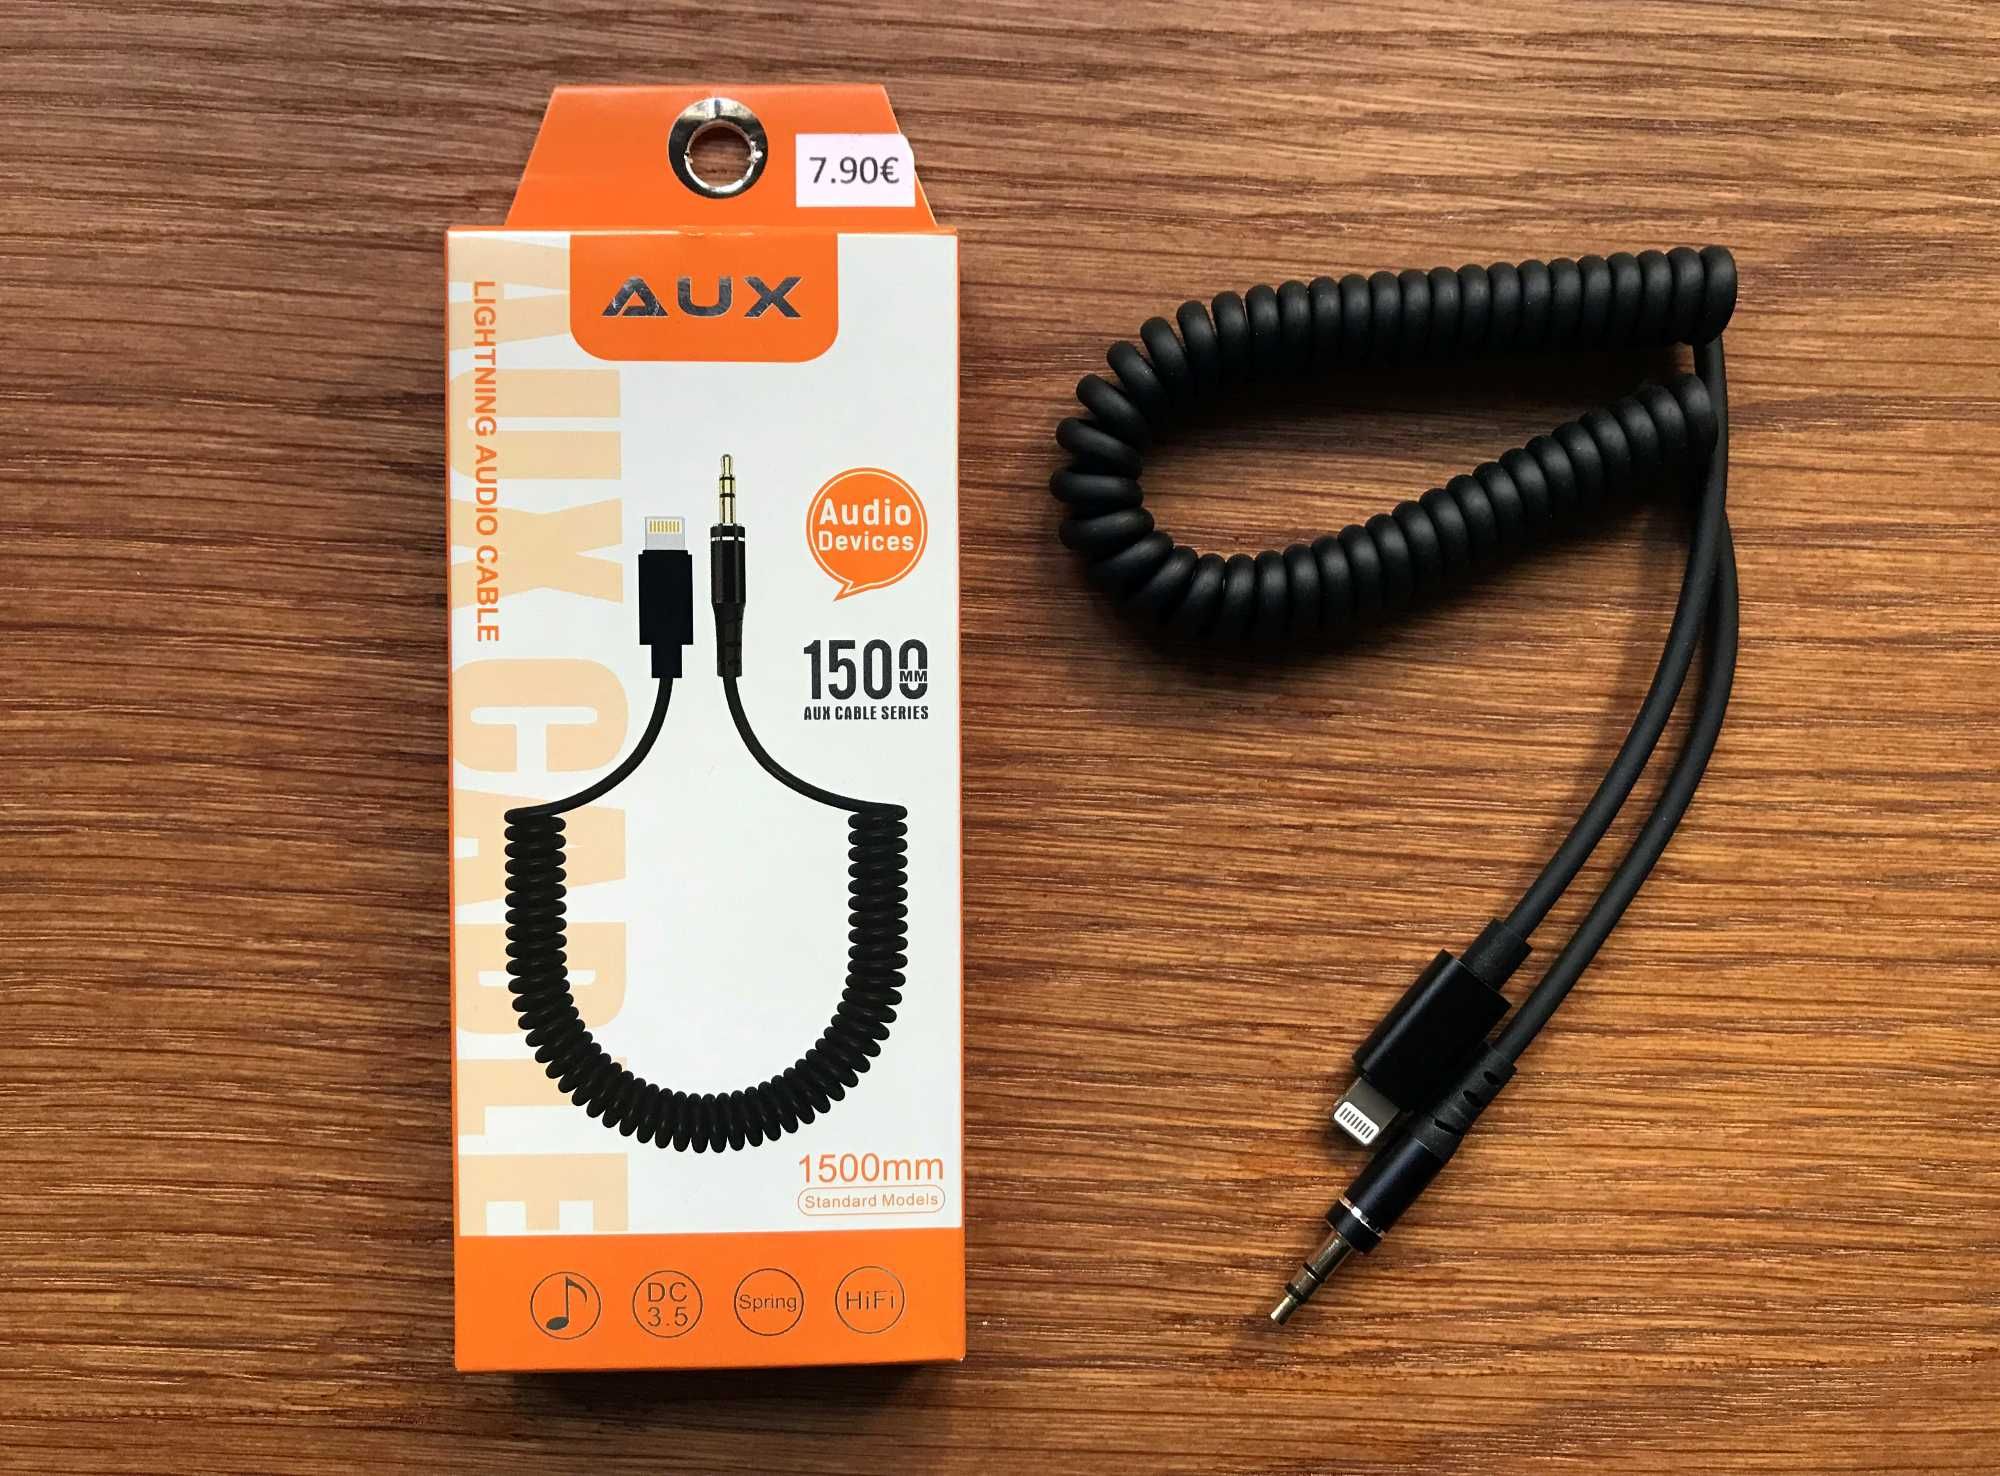 7.90€
AUX
LIGHTNING AUDIO CABLE
AUX CABLE
Audio
Devices
1500
MM
AUX CABLE SERIES
1500mm
Standard Models
DC
3.5
Spring
HiFi